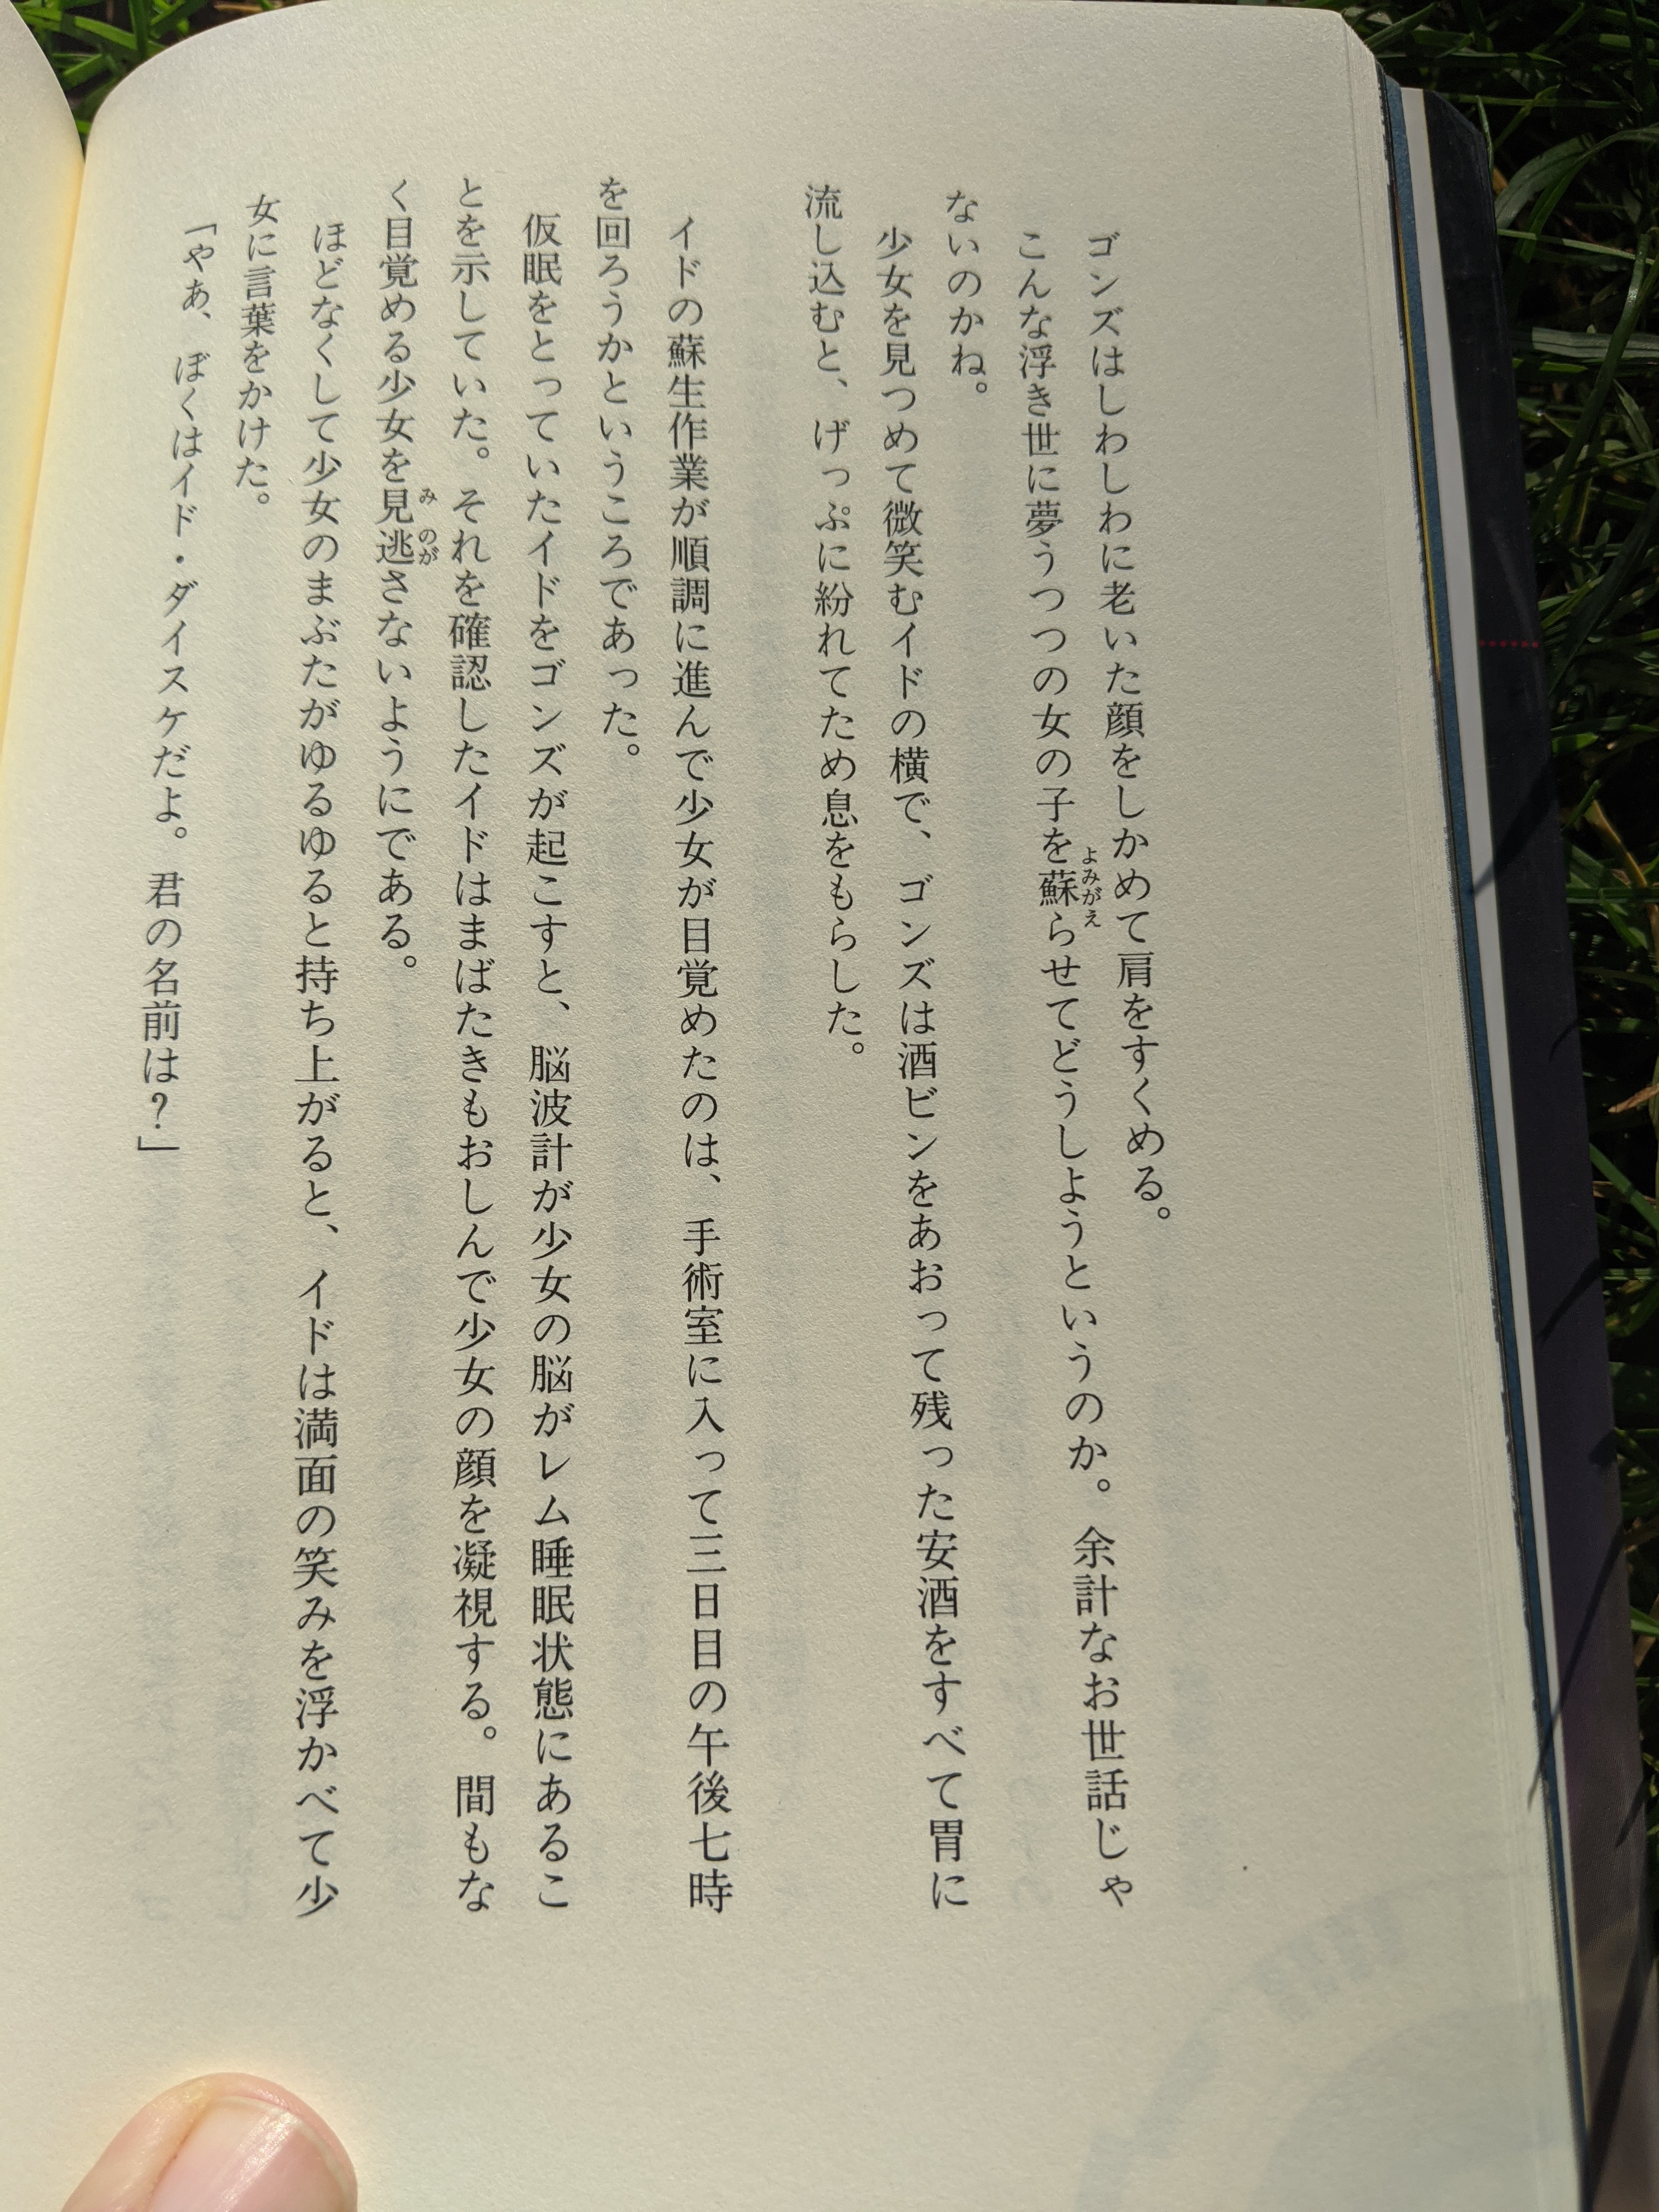 ゴンズはしわしわに老いた顔をしかめて肩をすくめる。
こんな浮き世に夢うつつの女の子を蘇らせてどうしようというのか。余計なお世話じゃ
ないのかね。
少女を見つめて微笑むイドの横で、ゴンズは酒ビンをあおって残った安酒をすべて胃に
流し込むと、げっぷに紛れてため息をもらした。
イドの蘇生作業が順調に進んで少女が目覚めたのは、手術室に入って三日目の午後七時
を回ろうかというころであった。
仮眠をとっていたイドをゴンズが起こすと、脳波計が少女の脳がレム睡眠状態にあるこ
とを示していた。それを確認したイドはまばたきもおしんで少女の顔を凝視する。間もな
く目覚める少女を見逃さないようにである。
ほどなくして少女のまぶたがゆるゆると持ち上がると、イドは満面の笑みを浮かべて少
女に言葉をかけた。
「やあ、ぼくはイド・ダイスケだよ。君の名前は?」